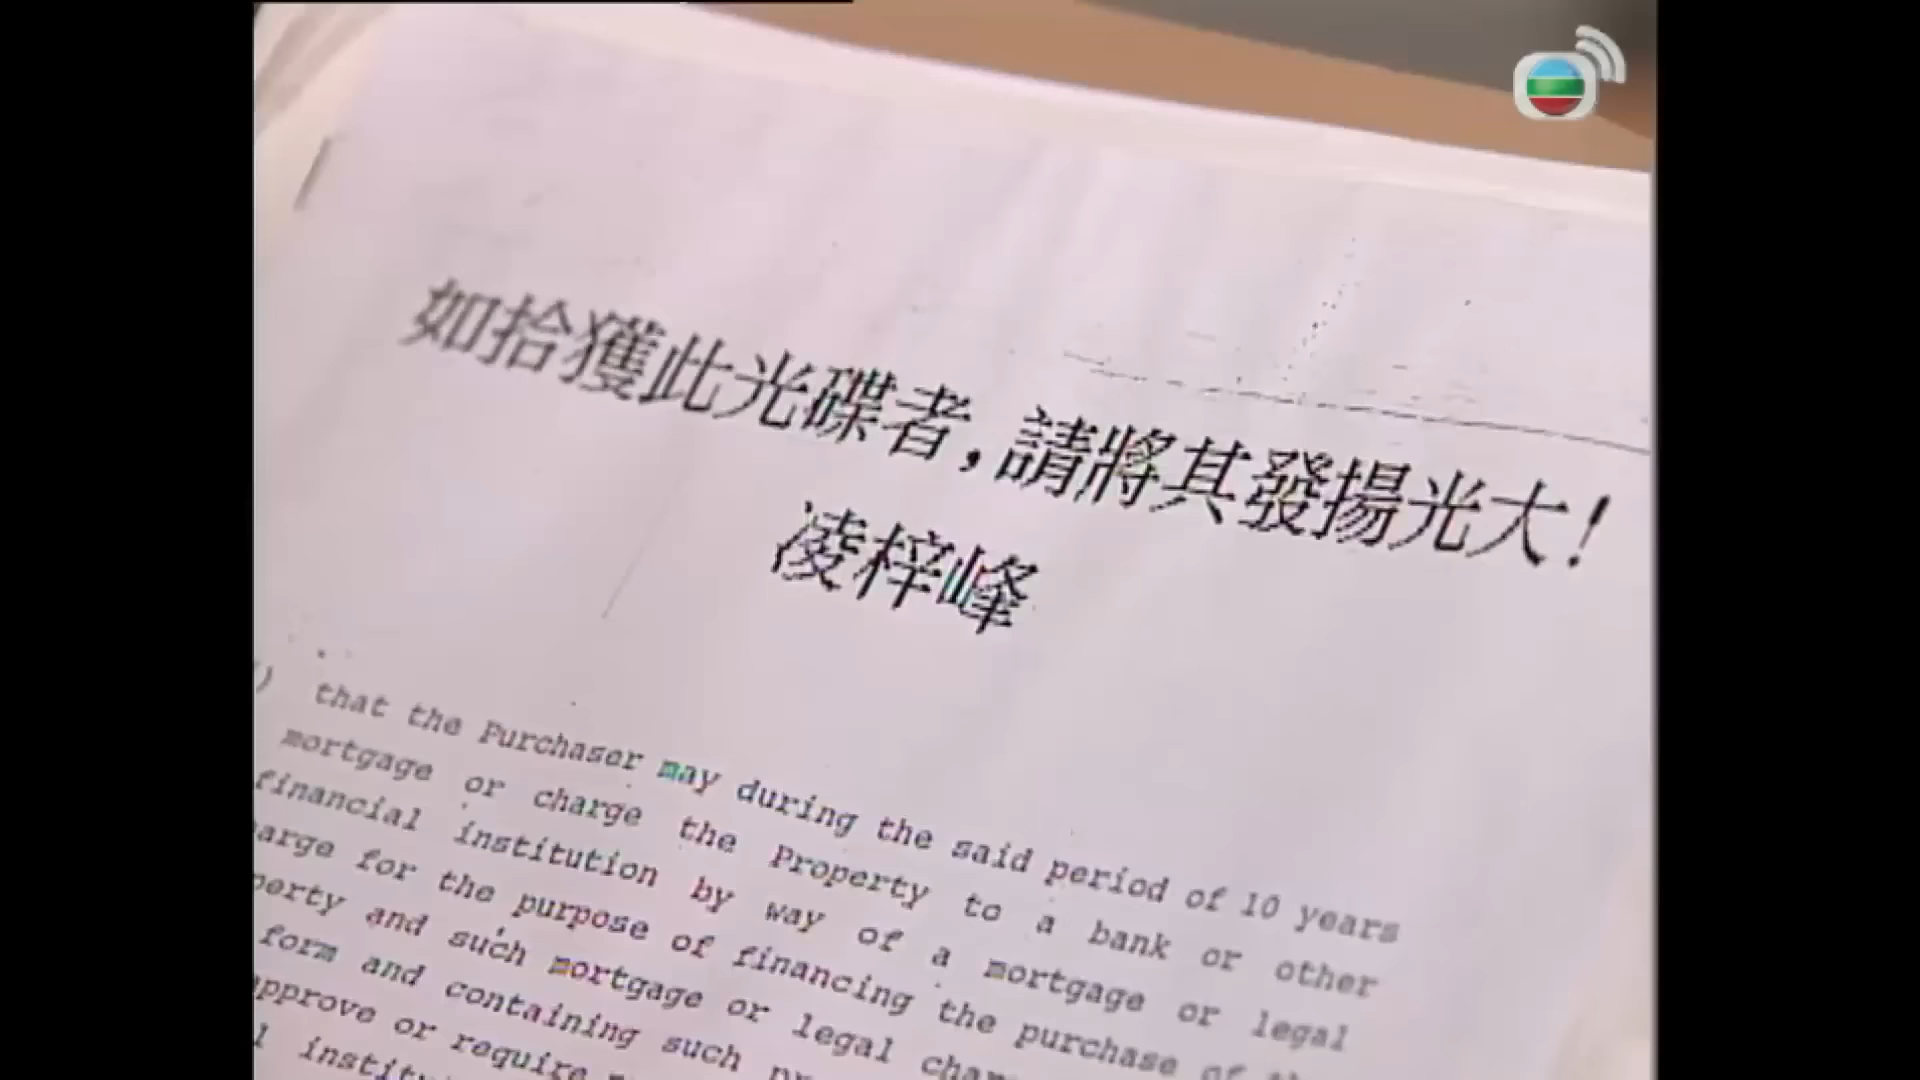 如拾獲此光碟者,請將其發揚光大!
凌梓峰
) that the Purchaser may during the said period of 10 years
mortgage or charge the Property to a bank or other
financial institution by way of a mortgage or legal
arge for the purpose of financing the purchase of
perty and such mortgage or legal
form and containing such
approve or require
l